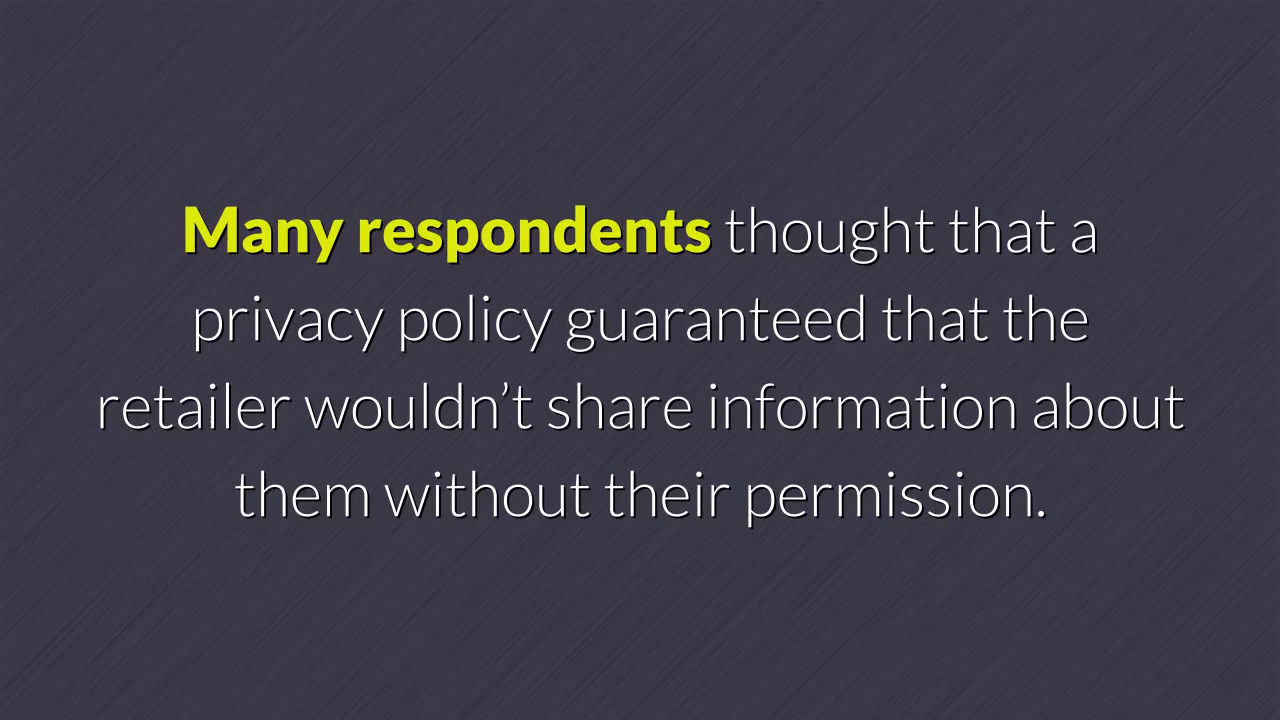 Many respondents thought that a
privacy policy guaranteed that the
retailer wouldn’t share information about
them without their permission.